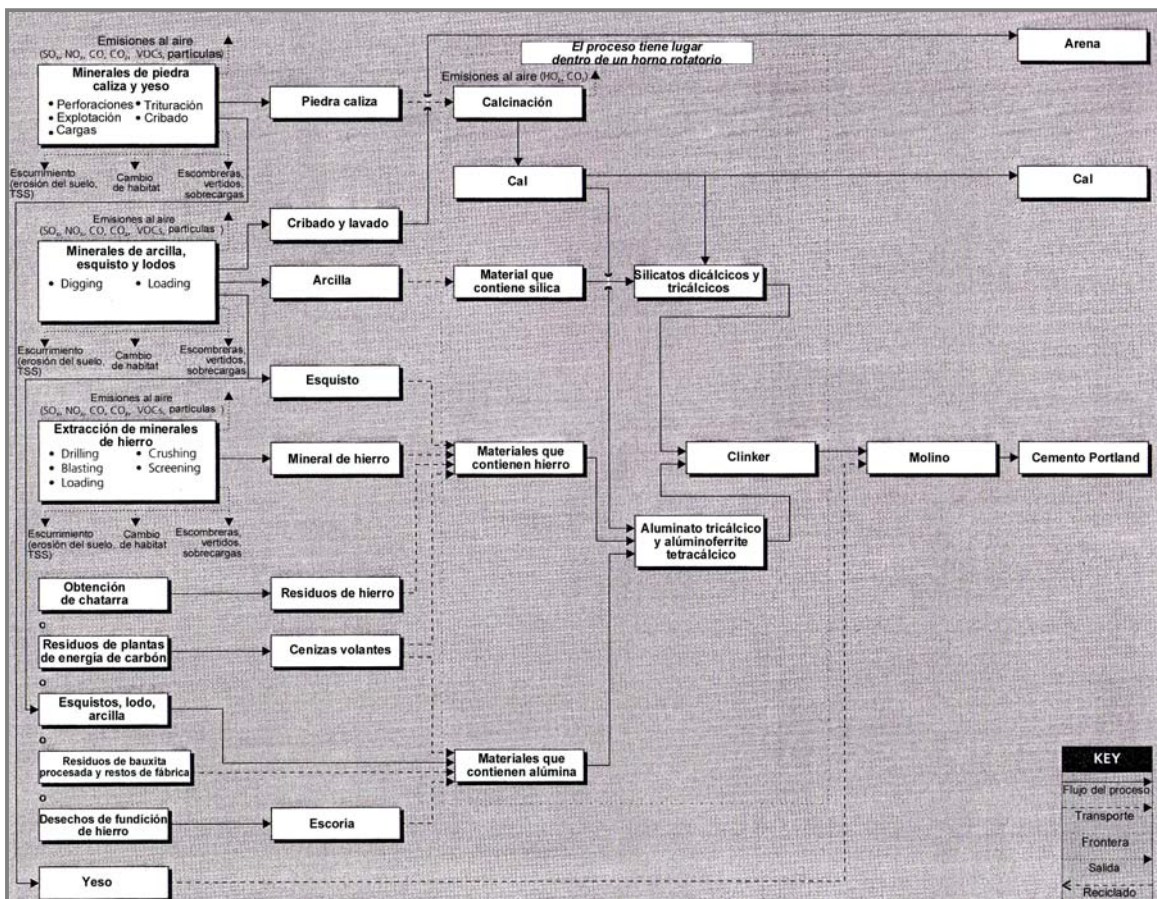 Emisiones al aire
(SOₓ, NOₓ, CO, CO₂, VOCs, partículas)
Minerales de piedra
caliza y yeso
• Perforaciones • Trituración
• Explotación • Cribado
• Cargas
Escurrimiento
(erosión del suelo,
TSS)
Cambio
de habitat
Escombreras,
vertidos,
sobrecargas
Piedra caliza
El proceso tiene lugar
dentro de un horno rotatorio
Emisiones al aire (HOₓ, CO₂)
Calcinación
Arena
Cal
Cal
Emisiones al aire
(SOₓ, NOₓ, CO, CO₂, VOCs, partículas )
Minerales de arcilla,
esquisto y lodos
• Digging • Loading
Escurrimiento
(erosión del suelo,
TSS)
Cambio
de habitat
Escombreras,
vertidos,
sobrecargas
Cribado y lavado
Arcilla
Material que
contiene sílica
Silicatos dicálcicos y
tricálcicos
Esquisto
Emisiones al aire
(SOₓ, NOₓ, CO, CO₂, VOCs, partículas )
Extracción de minerales
de hierro
• Drilling • Crushing
• Blasting • Screening
• Loading
Escurrimiento
(erosión del suelo,
TSS)
Cambio
de habitat
Escombreras,
vertidos,
sobrecargas
Mineral de hierro
Materiales que
contienen hierro
Clinker
Molino
Cemento Portland
Aluminato tricálcico
y alúminoferrite
tetracálcico
Obtención
de chatarra
Residuos de hierro
o
Residuos de plantas
de energía de carbón
Cenizas volantes
o
Esquistos, lodo,
arcilla
o
Residuos de bauxita
procesada y restos de fábrica
Materiales que
contienen alúmina
o
Desechos de fundición
de hierro
Escoria
Yeso
KEY
Flujo del proceso
Transporte
Frontera
Salida
Reciclado